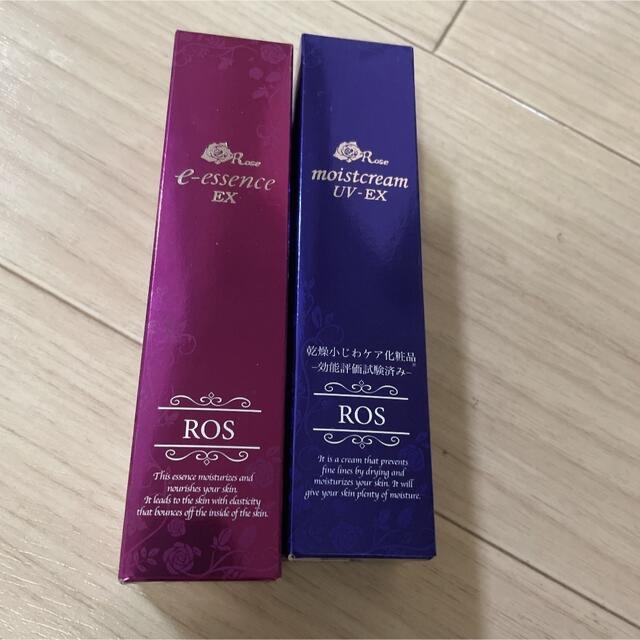 Rose
e-essence
EX
ROS
This essence moisturizes and
nourishes your skin.
It leads to the skin with elasticity
that bounces off the inside of the skin.
Rose
moistcream
UV-EX
乾燥小じわケア化粧品
–効能評価試験済み–
ROS
It is a cream that prevents
fine lines by drying and
moisturizes your skin. It will
give your skin plenty of moisture.